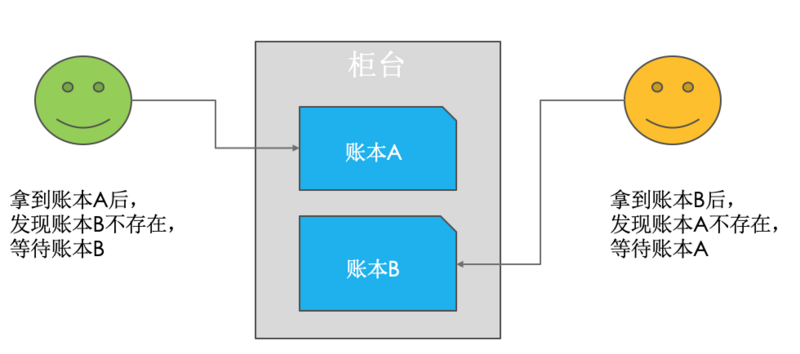 柜台
账本A
账本B
拿到账本A后，
发现账本B不存在，
等待账本B
拿到账本B后，
发现账本A不存在，
等待账本A